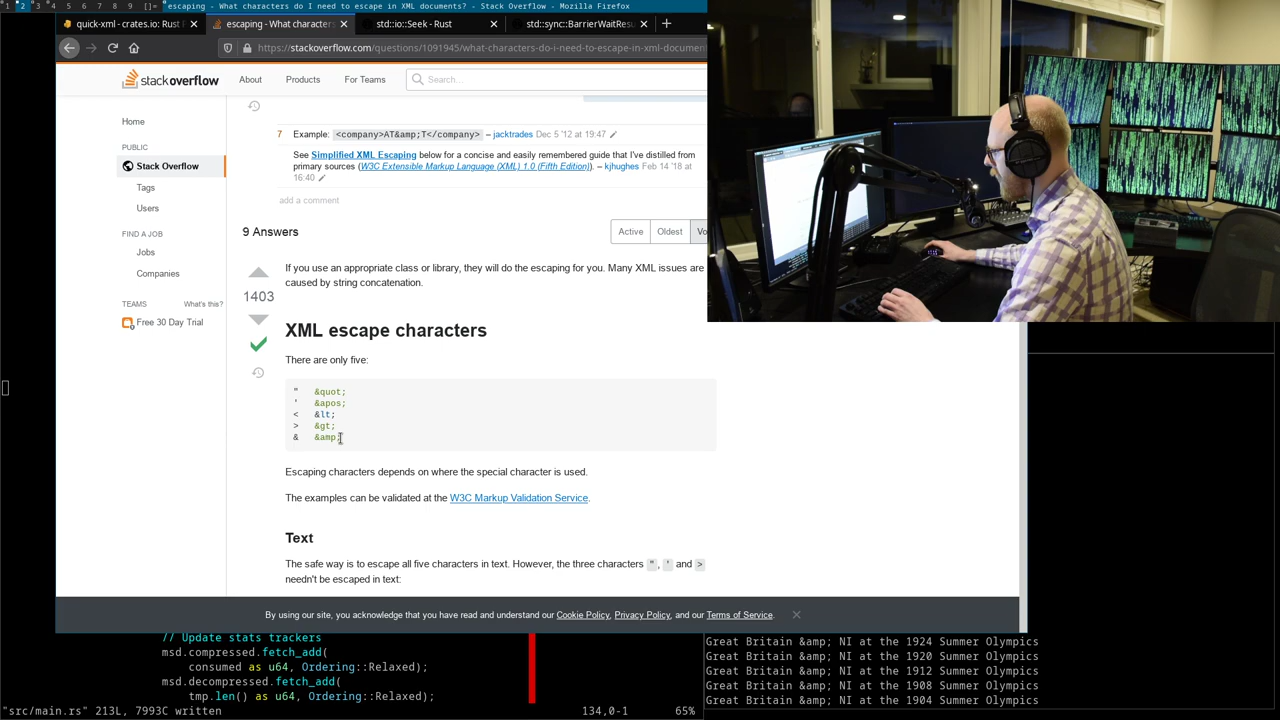 1 2 3 4 5 6 7 8 9 []= escaping - What characters do I need to escape in XML documents? - Stack Overflow - Mozilla Firefox
quick-xml - crates.io: Rust P
escaping - What characters
std::io::Seek - Rust
std::sync::BarrierWaitResu
https://stackoverflow.com/questions/1091945/what-characters-do-i-need-to-escape-in-xml-documen
stackoverflow About Products For Teams Search...
Home
PUBLIC
Stack Overflow
Tags
Users
FIND A JOB
Jobs
Companies
TEAMS What's this?
Free 30 Day Trial
7 Example: <company>AT&amp;T</company> – jacktrades Dec 5 '12 at 19:47
See Simplified XML Escaping below for a concise and easily remembered guide that I've distilled from
primary sources (W3C Extensible Markup Language (XML) 1.0 (Fifth Edition)). – kjhughes Feb 14 '18 at
16:40
add a comment
9 Answers Active Oldest Vo
If you use an appropriate class or library, they will do the escaping for you. Many XML issues are
caused by string concatenation.
1403
XML escape characters
There are only five:
" &quot;
' &apos;
< &lt;
> &gt;
& &amp;
Escaping characters depends on where the special character is used.
The examples can be validated at the W3C Markup Validation Service.
Text
The safe way is to escape all five characters in text. However, the three characters ", ' and >
needn't be escaped in text:
By using our site, you acknowledge that you have read and understand our Cookie Policy, Privacy Policy, and our Terms of Service.
// Update stats trackers
msd.compressed.fetch_add(
consumed as u64, Ordering::Relaxed);
msd.decompressed.fetch_add(
tmp.len() as u64, Ordering::Relaxed);
"src/main.rs" 213L, 7993C written 134,0-1 65%
Great Britain &amp; NI at the 1924 Summer Olympics
Great Britain &amp; NI at the 1920 Summer Olympics
Great Britain &amp; NI at the 1912 Summer Olympics
Great Britain &amp; NI at the 1908 Summer Olympics
Great Britain &amp; NI at the 1904 Summer Olympics